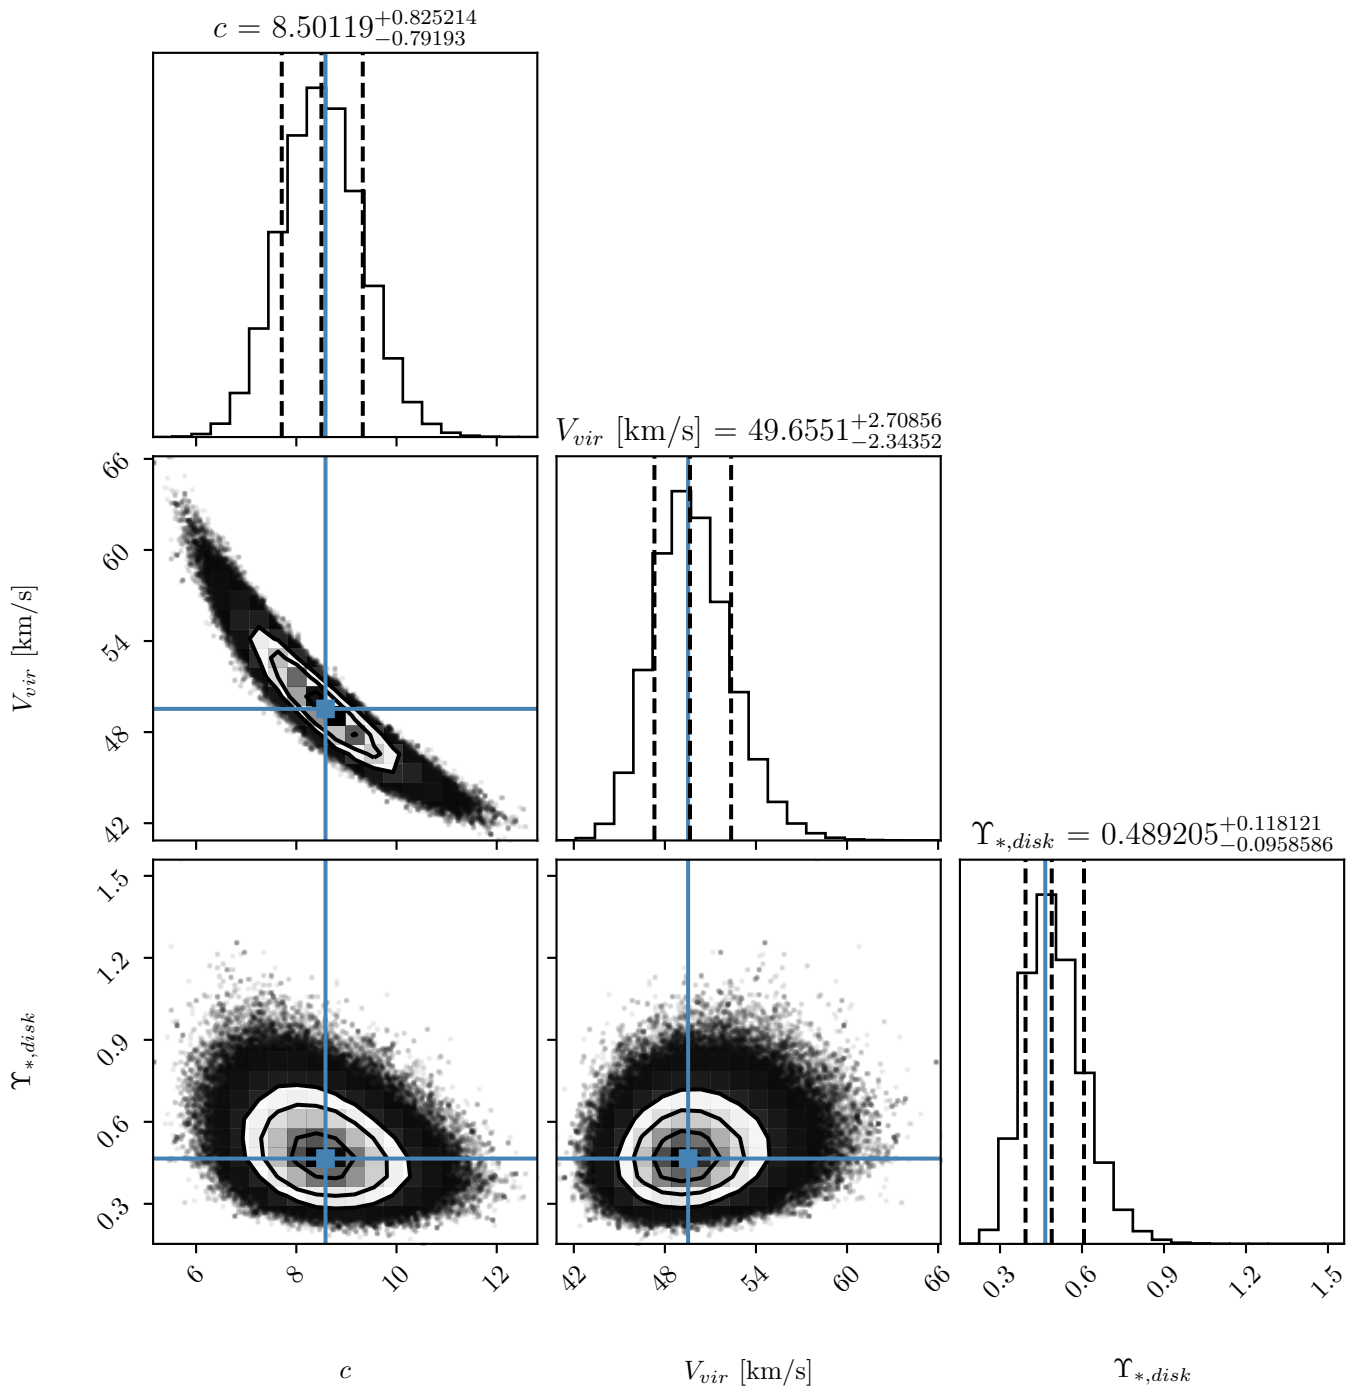 c = 8.50119^{+0.825214}_{-0.79193}
66
60
54
48
42
V_{vir} [km/s]
V_{vir} [km/s] = 49.6551^{+2.70856}_{-2.34352}
1.5
1.2
0.9
0.6
0.3
ϒ_{*,disk}
ϒ_{*,disk} = 0.489205^{+0.118121}_{-0.0958586}
6 8 10 12
42 48 54 60 66
0.3 0.6 0.9 1.2 1.5
c
V_{vir} [km/s]
ϒ_{*,disk}